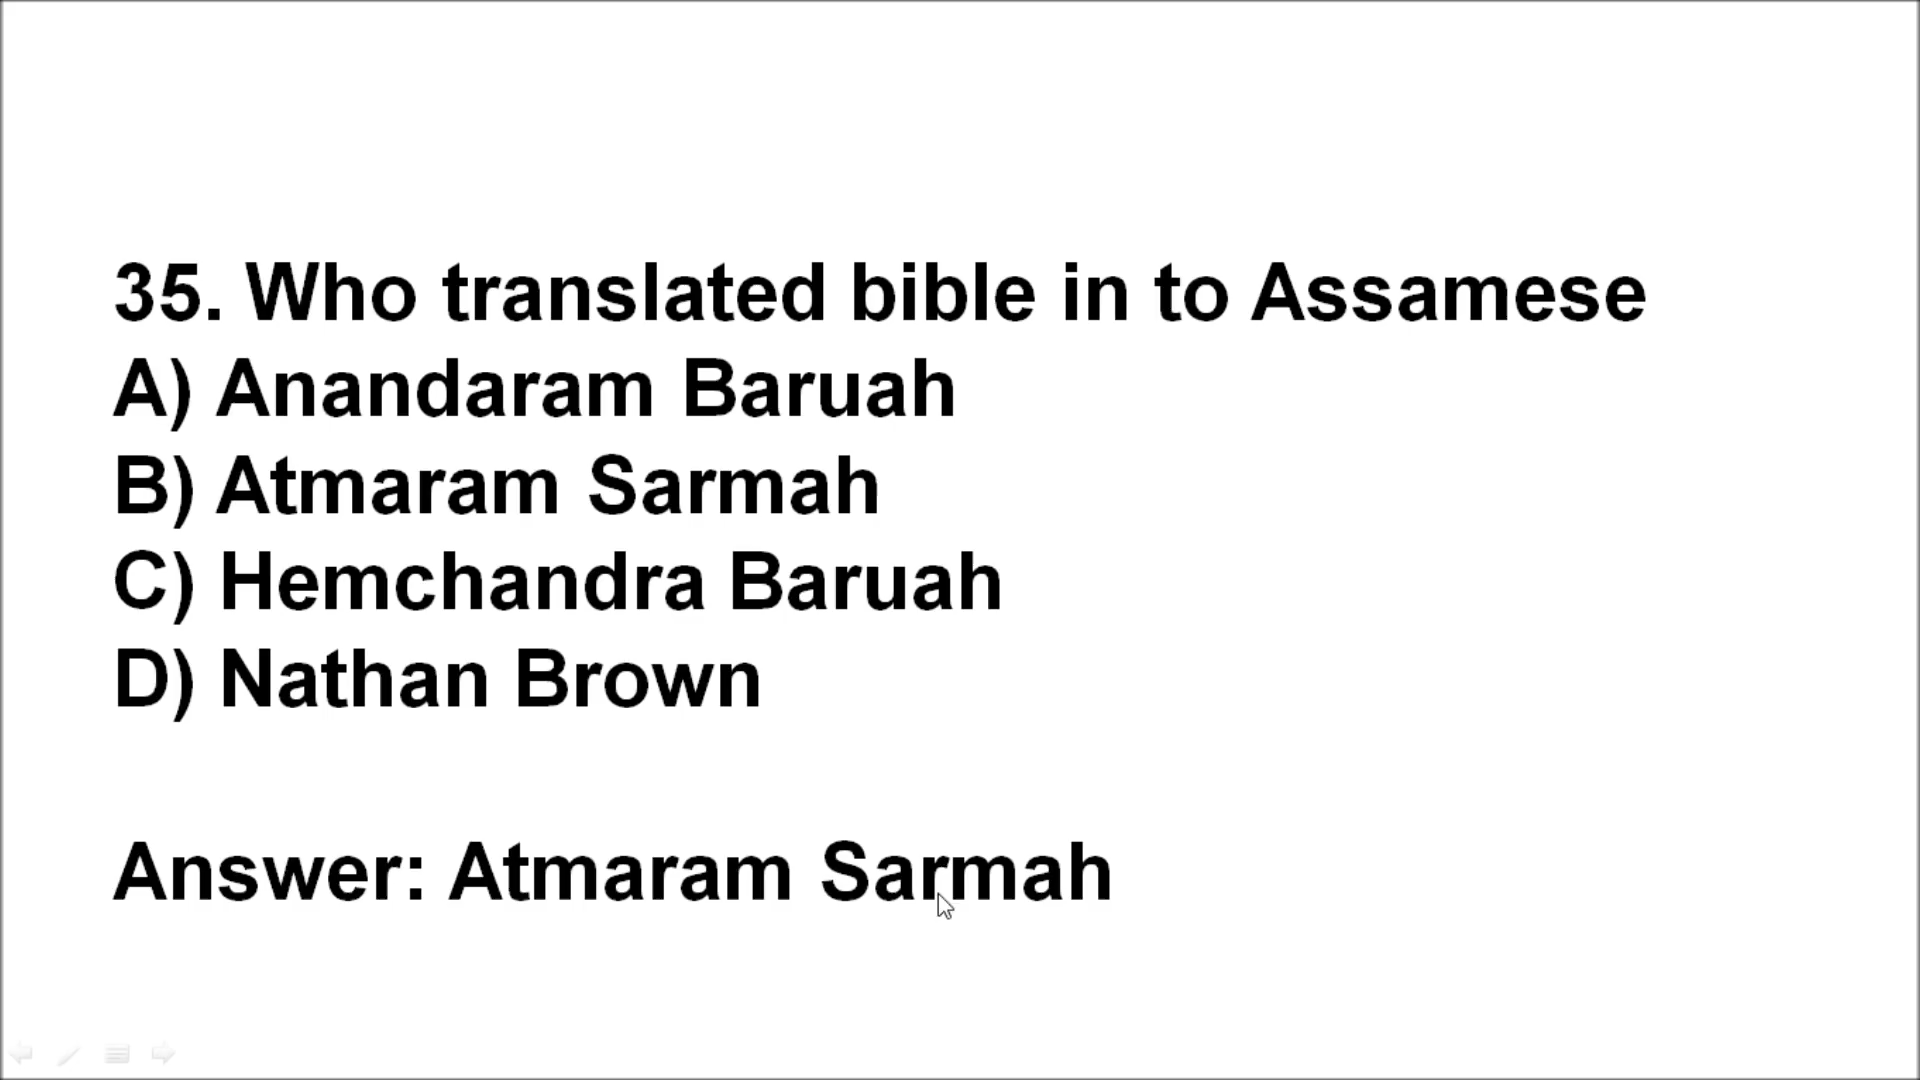 35. Who translated bible in to Assamese
A) Anandaram Baruah
B) Atmaram Sarmah
C) Hemchandra Baruah
D) Nathan Brown
Answer: Atmaram Sarmah